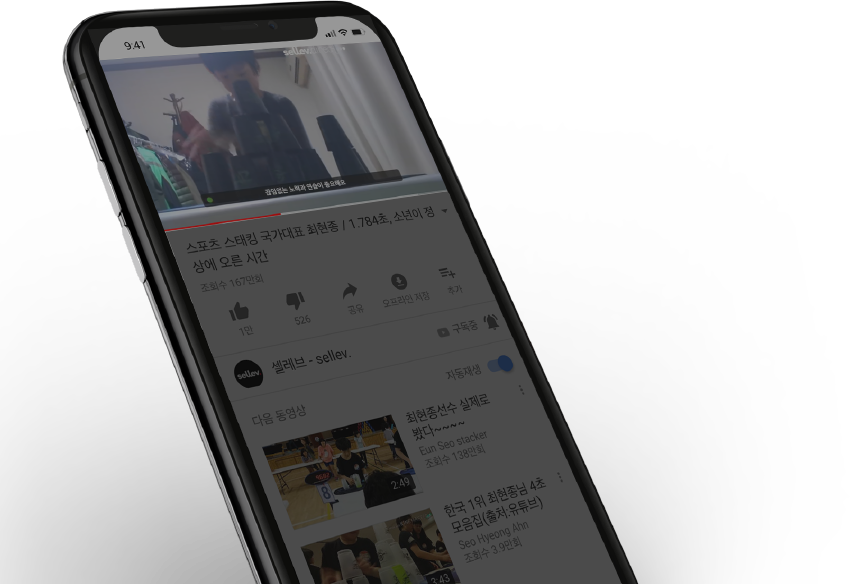 9:41
sellev.
끊임없는 노력과 연습이 필요해요
스포츠 스태킹 국가대표 최현종 / 1.784초, 소년이 정
상에 오른 시간
조회수 167만회
1만
526
공유
오프라인 저장
추가
sellev.
셀레브 - sellev.
구독중
자동재생
다음 동영상
최현종선수 실제로
봤다~~~~
Eun Seo stacker
조회수 138만회
8
2:49
한국 1위 최현종님 4초
모음집(출처:유튜브)
Seo Hyeong Ahn
조회수 3.9만회
3:43